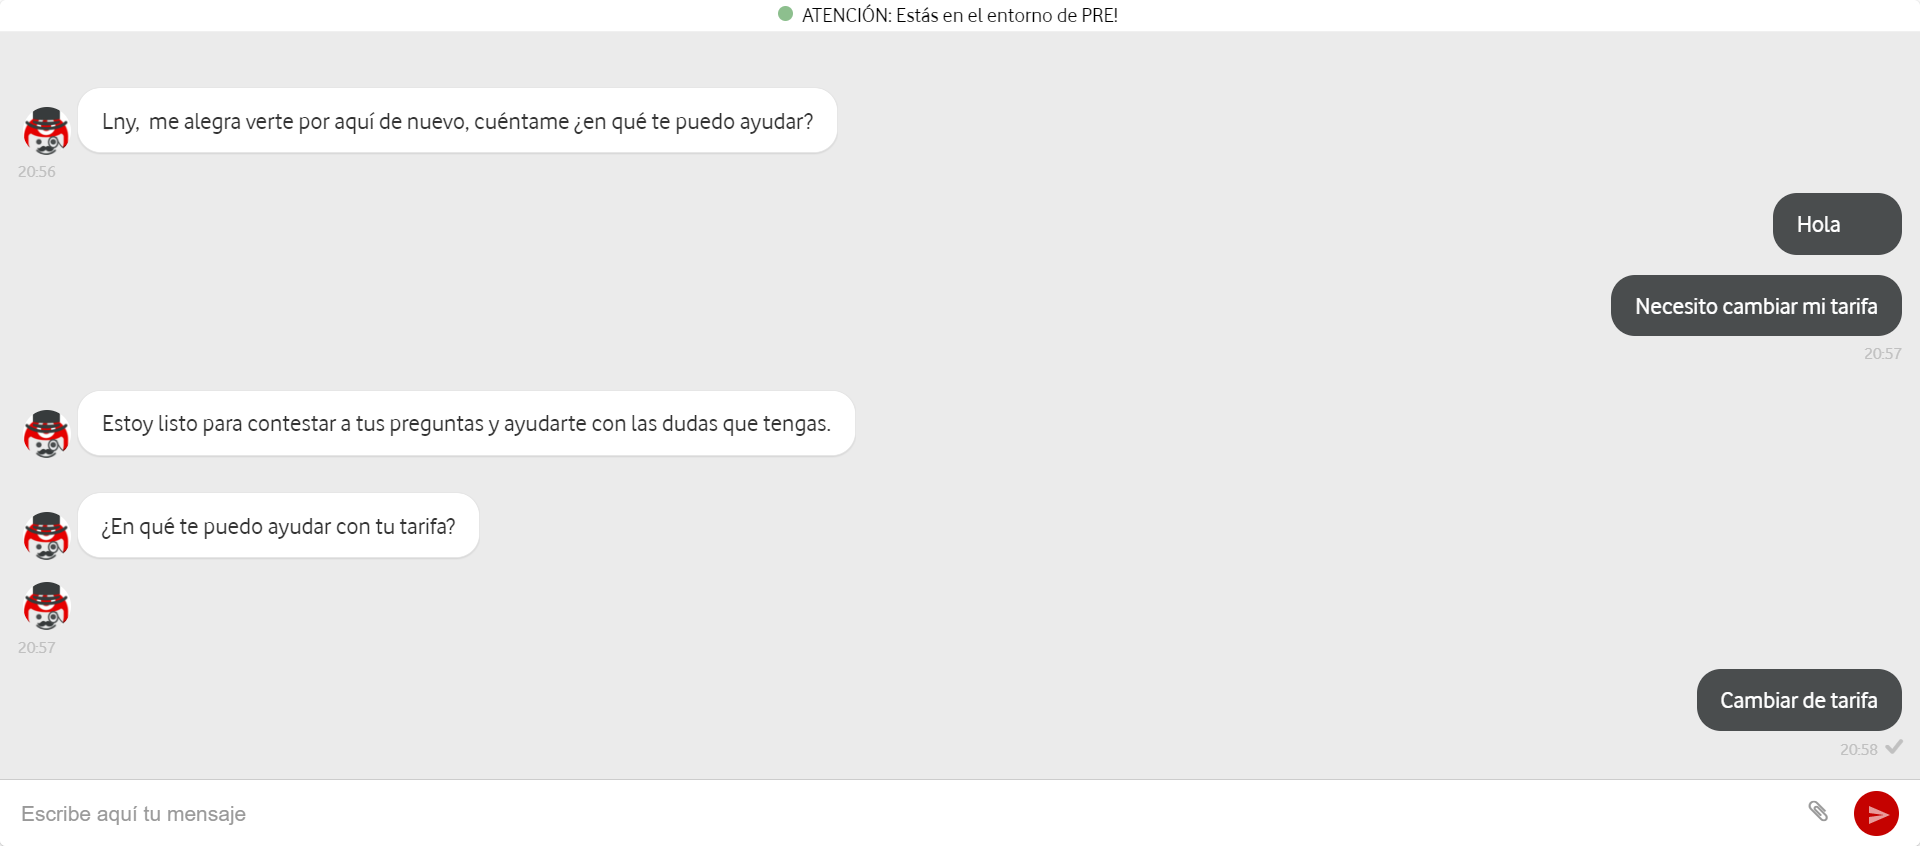 ATENCIÓN: Estás en el entorno de PRE!
Lny, me alegra verte por aquí de nuevo, cuéntame ¿en qué te puedo ayudar?
20:56
Hola
Necesito cambiar mi tarifa
20:57
Estoy listo para contestar a tus preguntas y ayudarte con las dudas que tengas.
¿En qué te puedo ayudar con tu tarifa?
20:57
Cambiar de tarifa
20:58
Escribe aquí tu mensaje